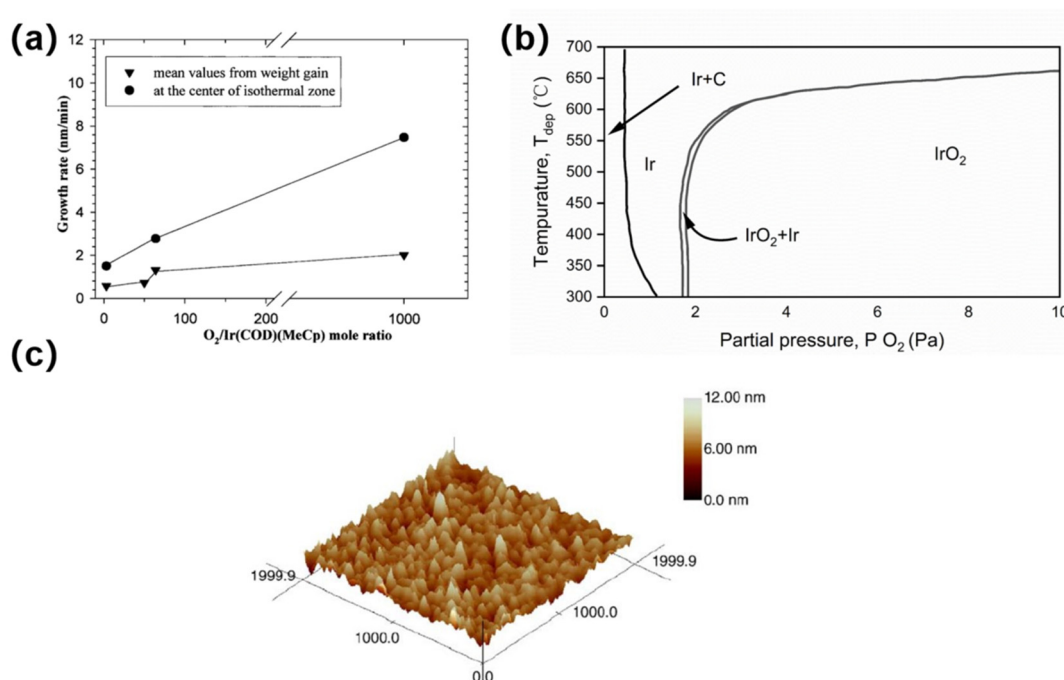 (a)
12
10
8
6
4
2
0
Growth rate (nm/min)
mean values from weight gain
at the center of isothermal zone
0 100 200 1000
O2/Ir(COD)(MeCp) mole ratio
(b)
700
650
600
550
500
450
400
350
300
Tempurature, Tdep (℃)
Ir+C
Ir
IrO2
IrO2+Ir
0 2 4 6 8 10
Partial pressure, P O2 (Pa)
(c)
12.00 nm
6.00 nm
0.0 nm
1999.9
1999.9
1000.0
1000.0
0.0